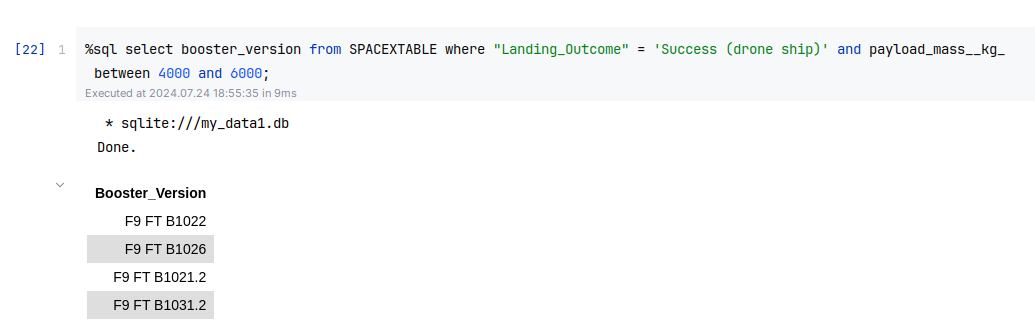 [22] 1 %sql select booster_version from SPACEXTABLE where "Landing_Outcome" = 'Success (drone ship)' and payload_mass__kg_
between 4000 and 6000;
Executed at 2024.07.24 18:55:35 in 9ms
* sqlite:///my_data1.db
Done.
Booster_Version
F9 FT B1022
F9 FT B1026
F9 FT B1021.2
F9 FT B1031.2